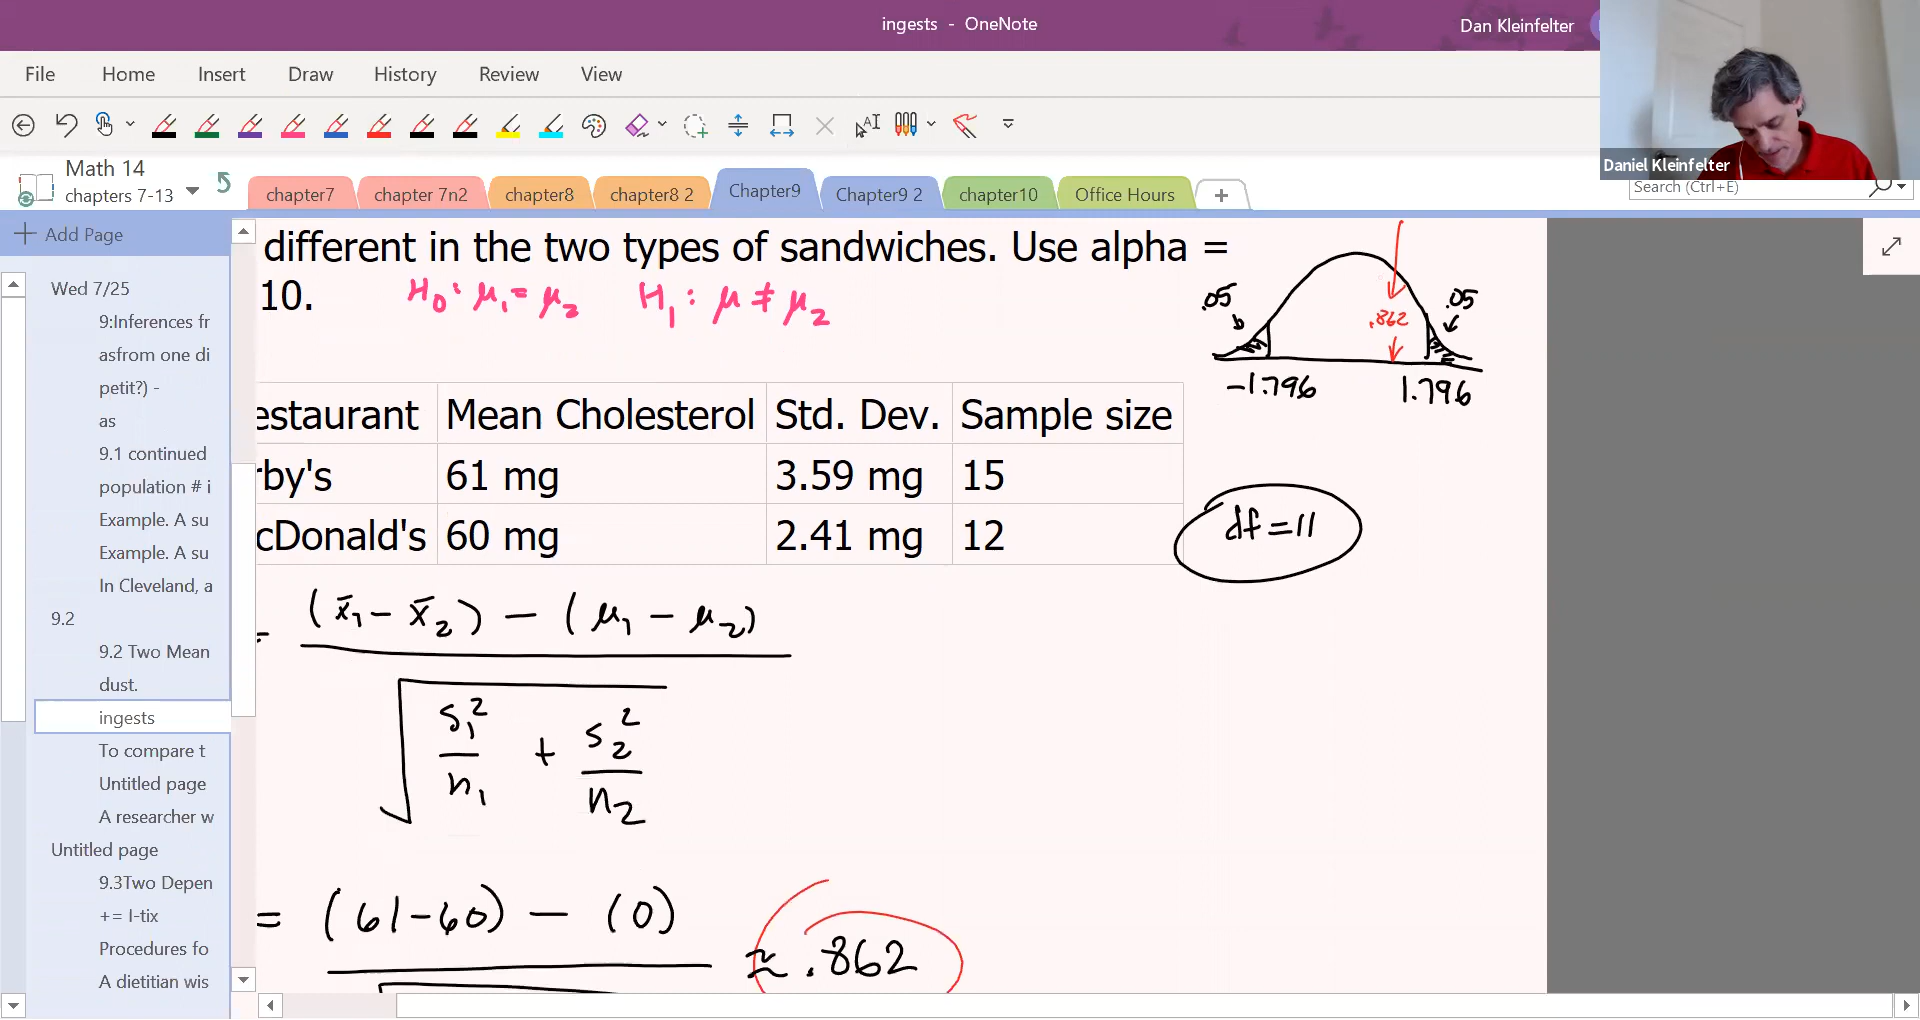 ingests - OneNote
Dan Kleinfelter
File Home Insert Draw History Review View
Daniel Kleinfelter
Math 14
chapters 7-13
chapter7 chapter 7n2 chapter8 chapter8 2 Chapter9 Chapter9 2 chapter10 Office Hours +
Search (Ctrl+E)
Add Page
Wed 7/25
9:Inferences fr
asfrom one di
petit?) -
as
9.1 continued
population # i
Example. A su
Example. A su
In Cleveland, a
9.2
9.2 Two Mean
dust.
ingests
To compare t
Untitled page
A researcher w
Untitled page
9.3Two Depen
+= I-tix
Procedures fo
A dietitian wis
different in the two types of sandwiches. Use alpha =
10.
H₀: μ₁ = μ₂ H₁: μ ≠ μ₂
.05 .862 .05
-1.796 1.796
estaurant Mean Cholesterol Std. Dev. Sample size
rby's 61 mg 3.59 mg 15
cDonald's 60 mg 2.41 mg 12
df = 11
= (x̄₁ - x̄₂) - (μ₁ - μ₂)
s₁² + s₂²
n₁ n₂
= (61-60) - (0) ≈ .862